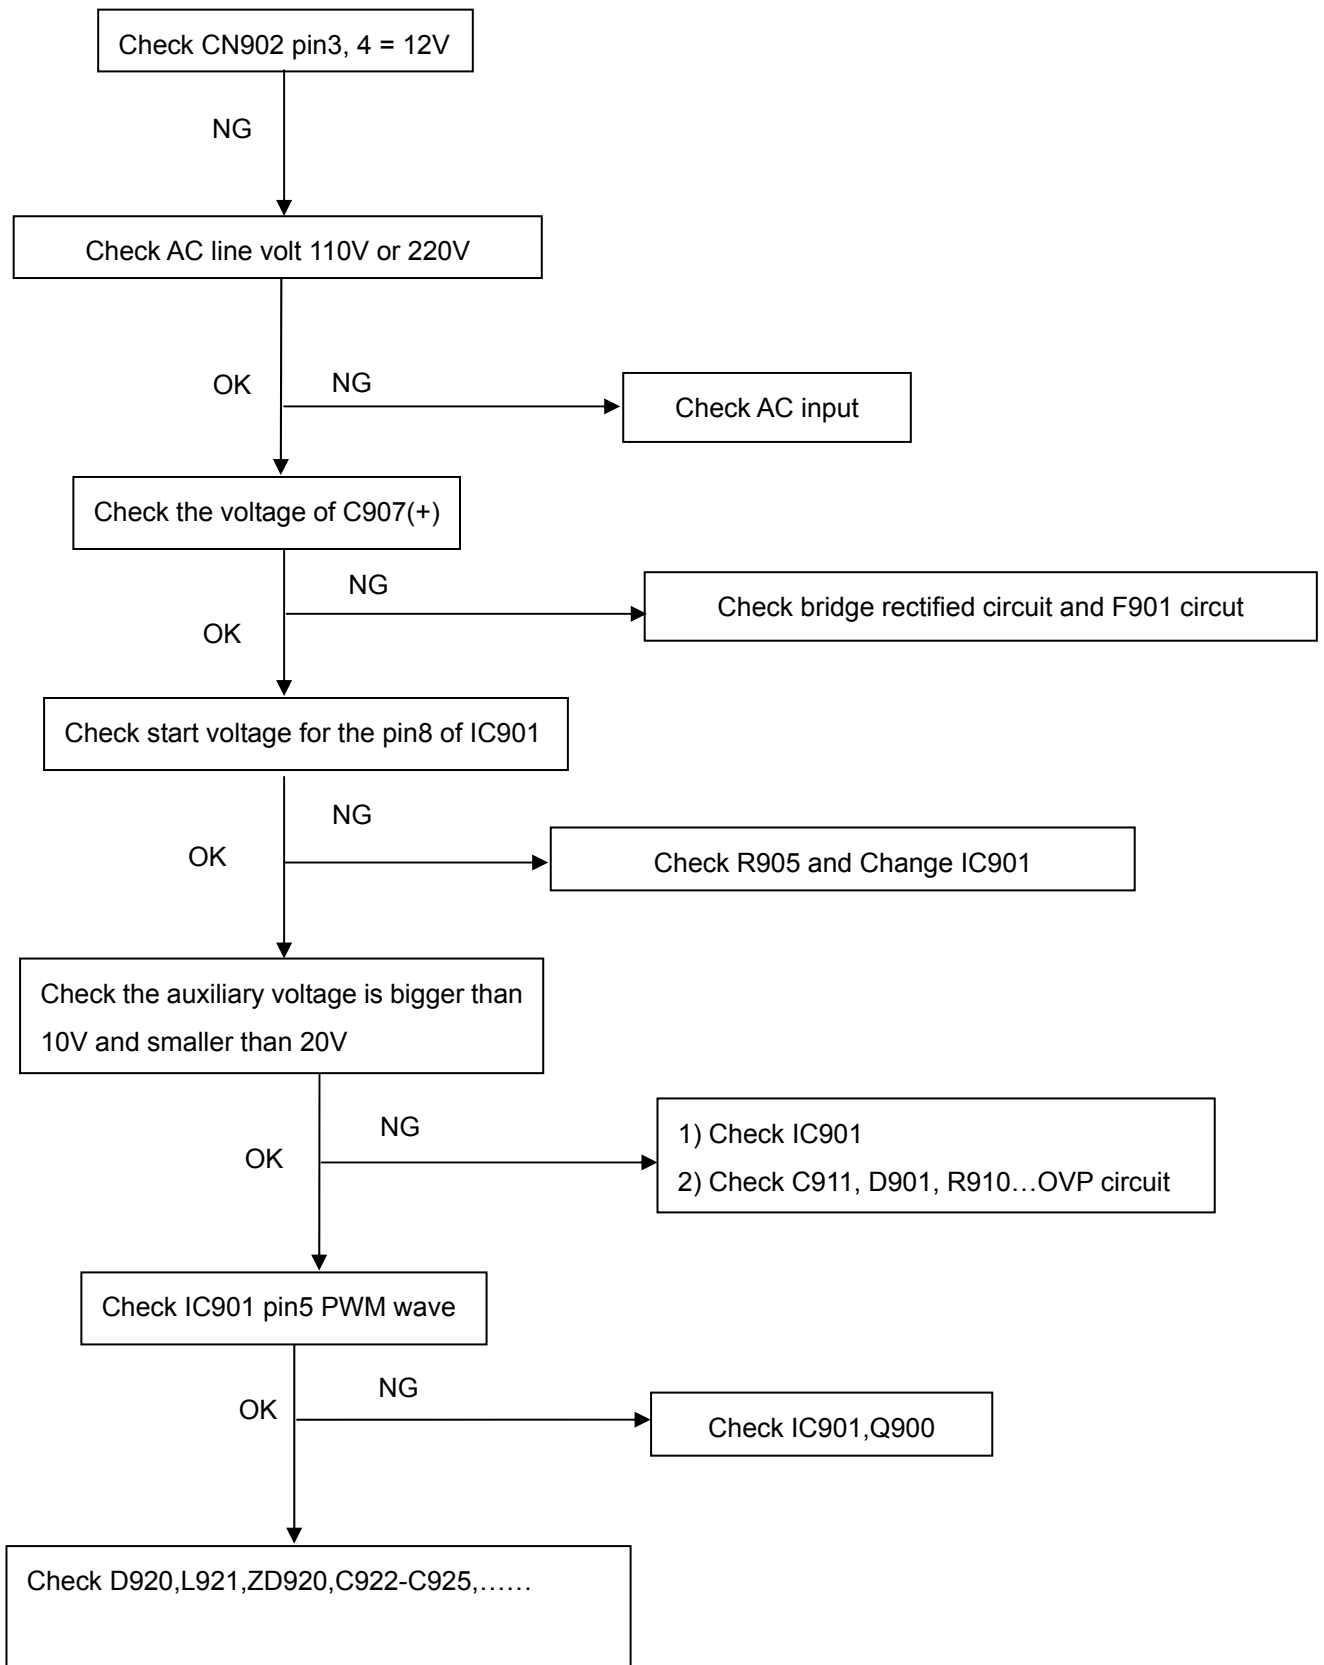 Check CN902 pin3, 4 = 12V
NG
Check AC line volt 110V or 220V
OK
NG
Check AC input
Check the voltage of C907(+)
NG
Check bridge rectified circuit and F901 circut
OK
Check start voltage for the pin8 of IC901
NG
OK
Check R905 and Change IC901
Check the auxiliary voltage is bigger than
10V and smaller than 20V
NG
OK
1) Check IC901
2) Check C911, D901, R910…OVP circuit
Check IC901 pin5 PWM wave
NG
OK
Check IC901,Q900
Check D920,L921,ZD920,C922-C925,……